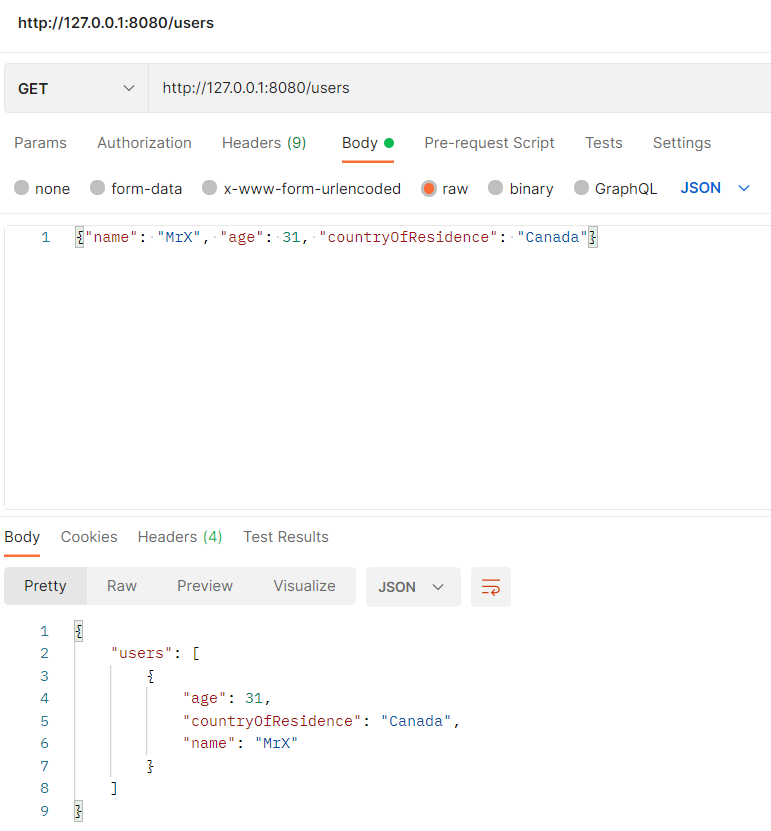 http://127.0.0.1:8080/users
GET http://127.0.0.1:8080/users
Params Authorization Headers (9) Body Pre-request Script Tests Settings
none form-data x-www-form-urlencoded raw binary GraphQL JSON
1 {"name": "MrX", "age": 31, "countryOfResidence": "Canada"}
Body Cookies Headers (4) Test Results
Pretty Raw Preview Visualize JSON
1 {
2 "users": [
3 {
4 "age": 31,
5 "countryOfResidence": "Canada",
6 "name": "MrX"
7 }
8 ]
9 }